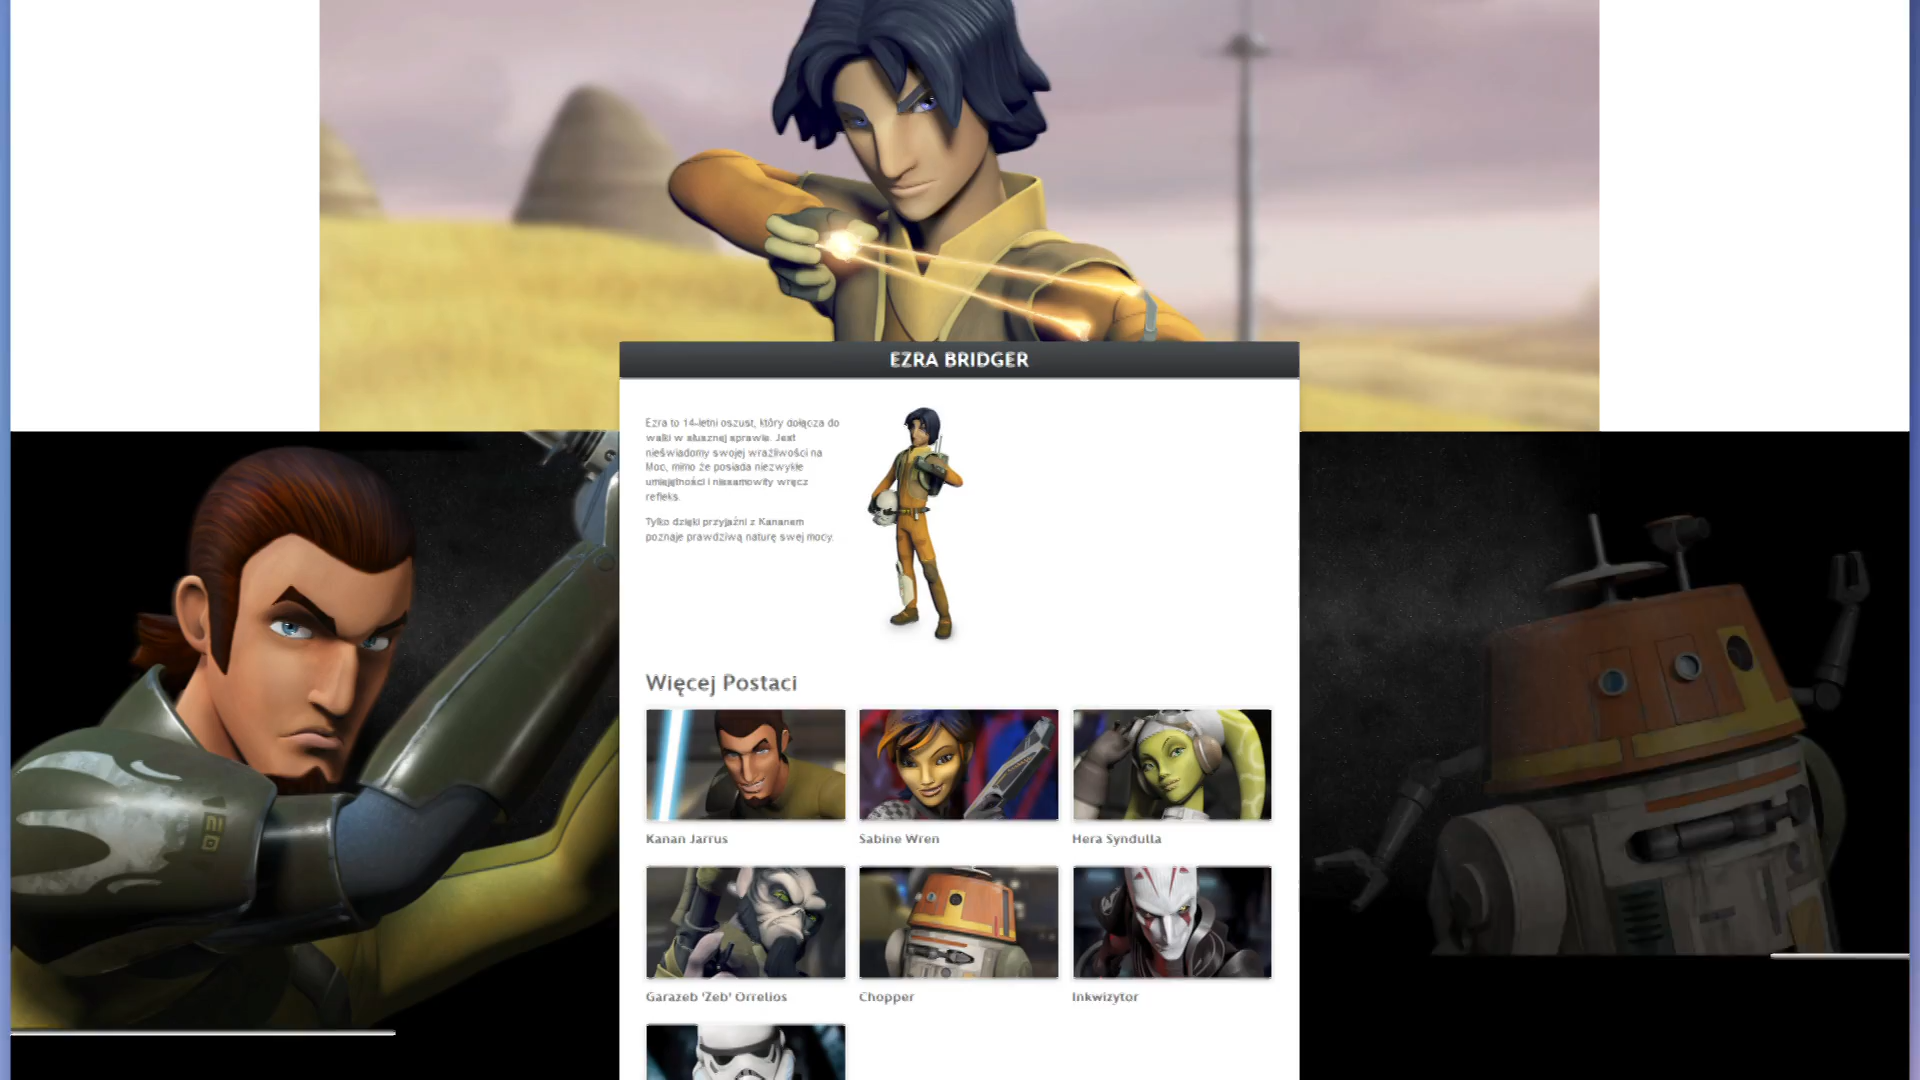 EZRA BRIDGER
Ezra to 14-letni oszust, który dołącza do
walki w słusznej sprawie. Jest
nieświadomy swojej wrażliwości na
Moc, mimo że posiada niezwykłe
umiejętności i niesamowity wręcz
refleks.
Tylko dzięki przyjaźni z Kananem
poznaje prawdziwą naturę swej mocy.
Więcej Postaci
Kanan Jarrus
Sabine Wren
Hera Syndulla
Garazeb 'Zeb' Orrelios
Chopper
Inkwizytor